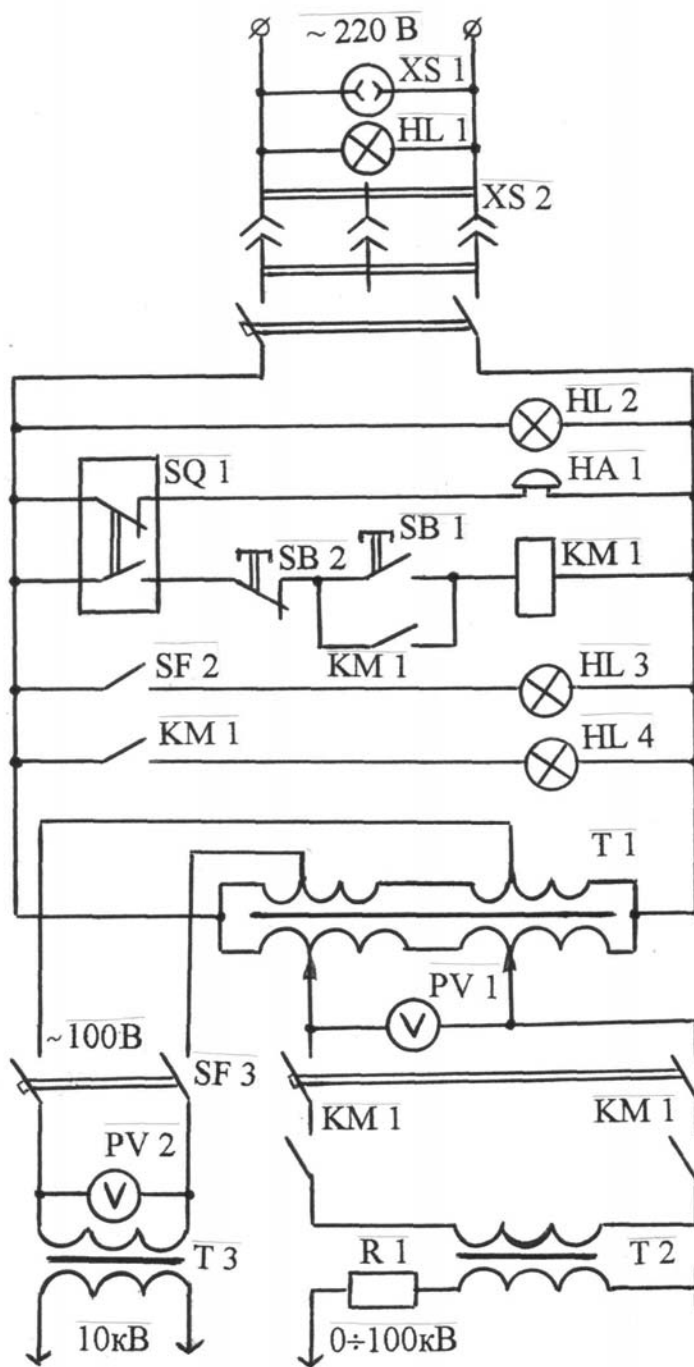 ~ 220 В
XS 1
HL 1
XS 2
HL 2
SQ 1
HA 1
SB 2
SB 1
KM 1
KM 1
SF 2
HL 3
KM 1
HL 4
T 1
PV 1
~100В
SF 3
KM 1
KM 1
PV 2
V
V
T 3
R 1
T 2
10кВ
0÷100кВ